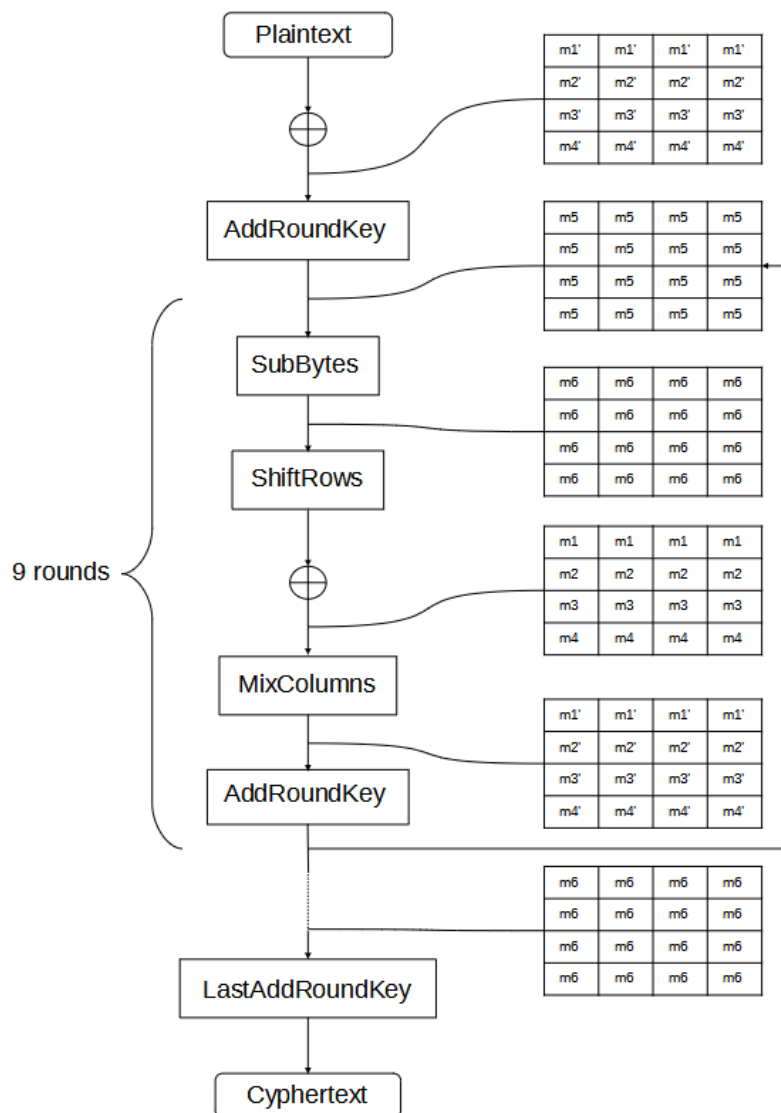 Plaintext
m1' m1' m1' m1'
m2' m2' m2' m2'
m3' m3' m3' m3'
m4' m4' m4' m4'
AddRoundKey
m5 m5 m5 m5
m5 m5 m5 m5
m5 m5 m5 m5
m5 m5 m5 m5
SubBytes
m6 m6 m6 m6
m6 m6 m6 m6
m6 m6 m6 m6
m6 m6 m6 m6
ShiftRows
9 rounds
m1 m1 m1 m1
m2 m2 m2 m2
m3 m3 m3 m3
m4 m4 m4 m4
MixColumns
m1' m1' m1' m1'
m2' m2' m2' m2'
m3' m3' m3' m3'
m4' m4' m4' m4'
AddRoundKey
m6 m6 m6 m6
m6 m6 m6 m6
m6 m6 m6 m6
m6 m6 m6 m6
LastAddRoundKey
Cyphertext